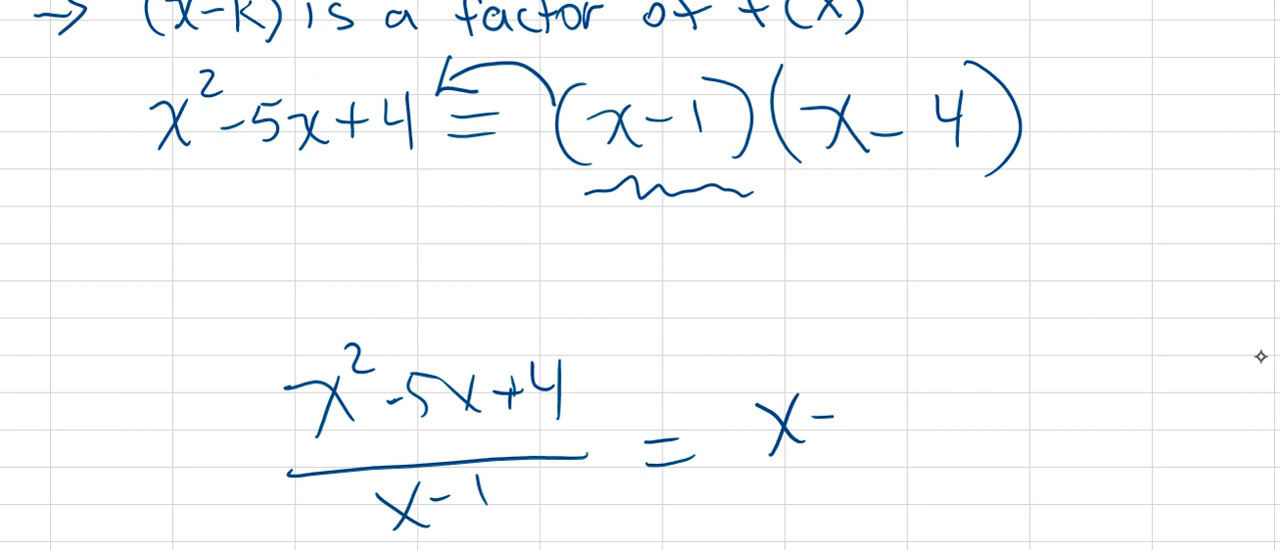 → (x-k) is a factor of f(x)
x² - 5x + 4 ≡ (x-1)(x-4)
x² - 5x + 4
= x -
x - 1